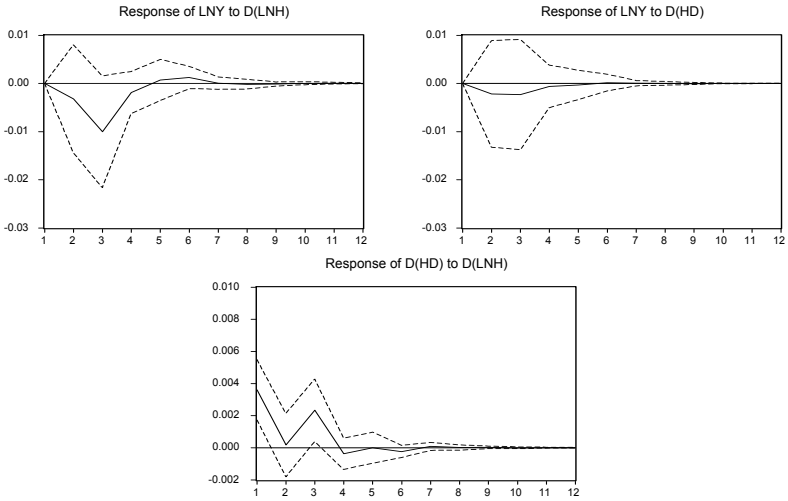 Response of LNY to D(LNH)
0.01
0.00
-0.01
-0.02
-0.03
1 2 3 4 5 6 7 8 9 10 11 12
Response of LNY to D(HD)
0.01
0.00
-0.01
-0.02
-0.03
1 2 3 4 5 6 7 8 9 10 11 12
Response of D(HD) to D(LNH)
0.010
0.008
0.006
0.004
0.002
0.000
-0.002
1 2 3 4 5 6 7 8 9 10 11 12